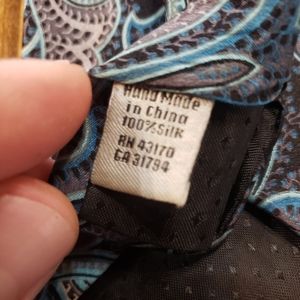 Hand Made
in China
100%Silk
RN 43170
CA 31794